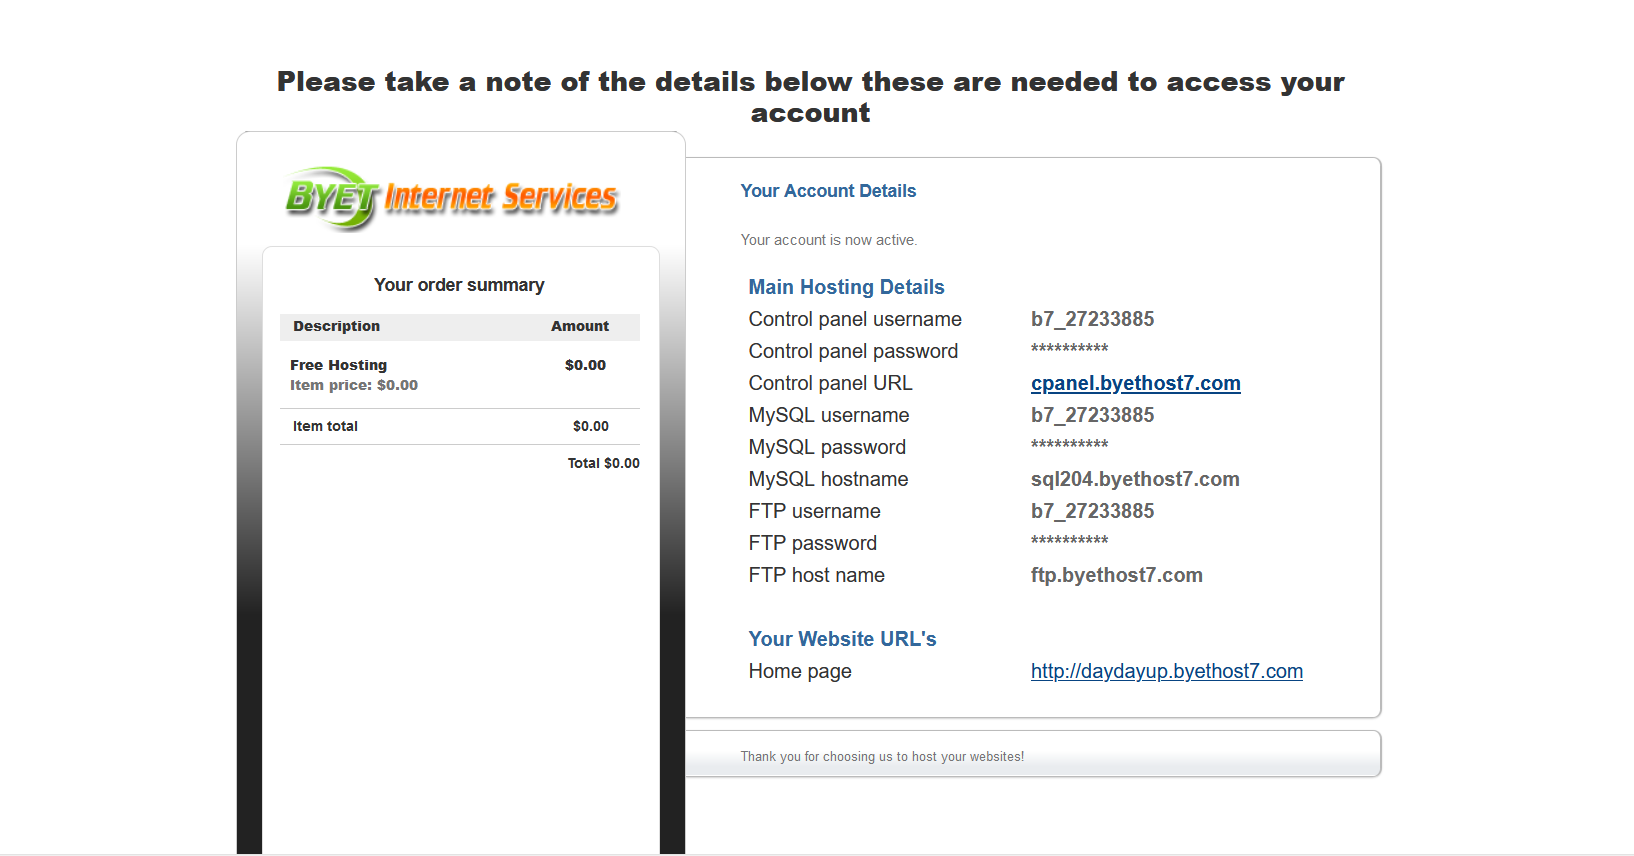 Please take a note of the details below these are needed to access your
account
BYET Internet Services
Your order summary
Description Amount
Free Hosting $0.00
Item price: $0.00
Item total $0.00
Total $0.00
Your Account Details
Your account is now active.
Main Hosting Details
Control panel username b7_27233885
Control panel password **********
Control panel URL cpanel.byethost7.com
MySQL username b7_27233885
MySQL password **********
MySQL hostname sql204.byethost7.com
FTP username b7_27233885
FTP password **********
FTP host name ftp.byethost7.com
Your Website URL's
Home page http://daydayup.byethost7.com
Thank you for choosing us to host your websites!